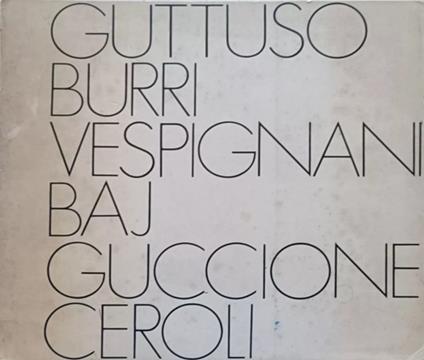 GUTTUSO
BURRI
VESPIGNANI
BAJ
GUCCIONE
CEROLI